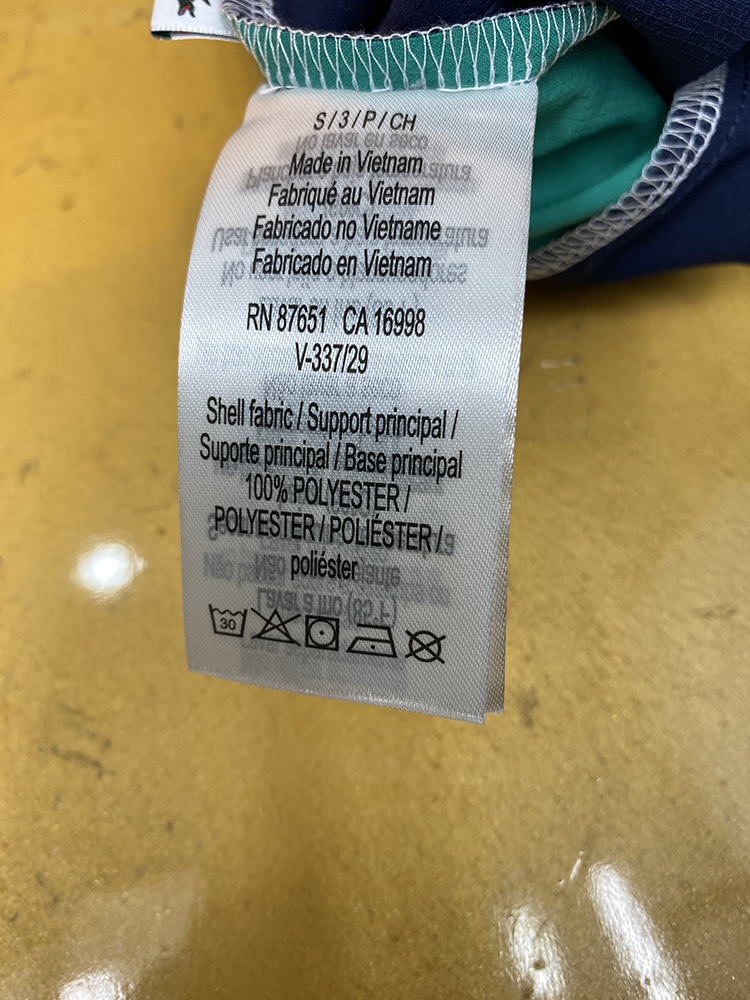 S / 3 / P / CH
Made in Vietnam
Fabriqué au Vietnam
Fabricado no Vietname
Fabricado en Vietnam
RN 87651 CA 16998
V-337/29
Shell fabric / Support principal /
Suporte principal / Base principal
100% POLYESTER /
POLYESTER / POLIÉSTER /
poliéster
30